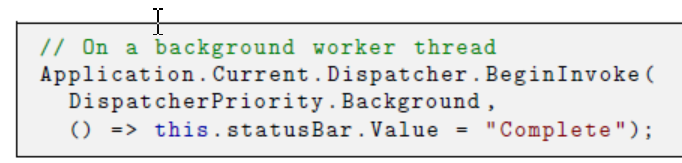 // On a background worker thread
Application.Current.Dispatcher.BeginInvoke(
DispatcherPriority.Background,
() => this.statusBar.Value = "Complete");